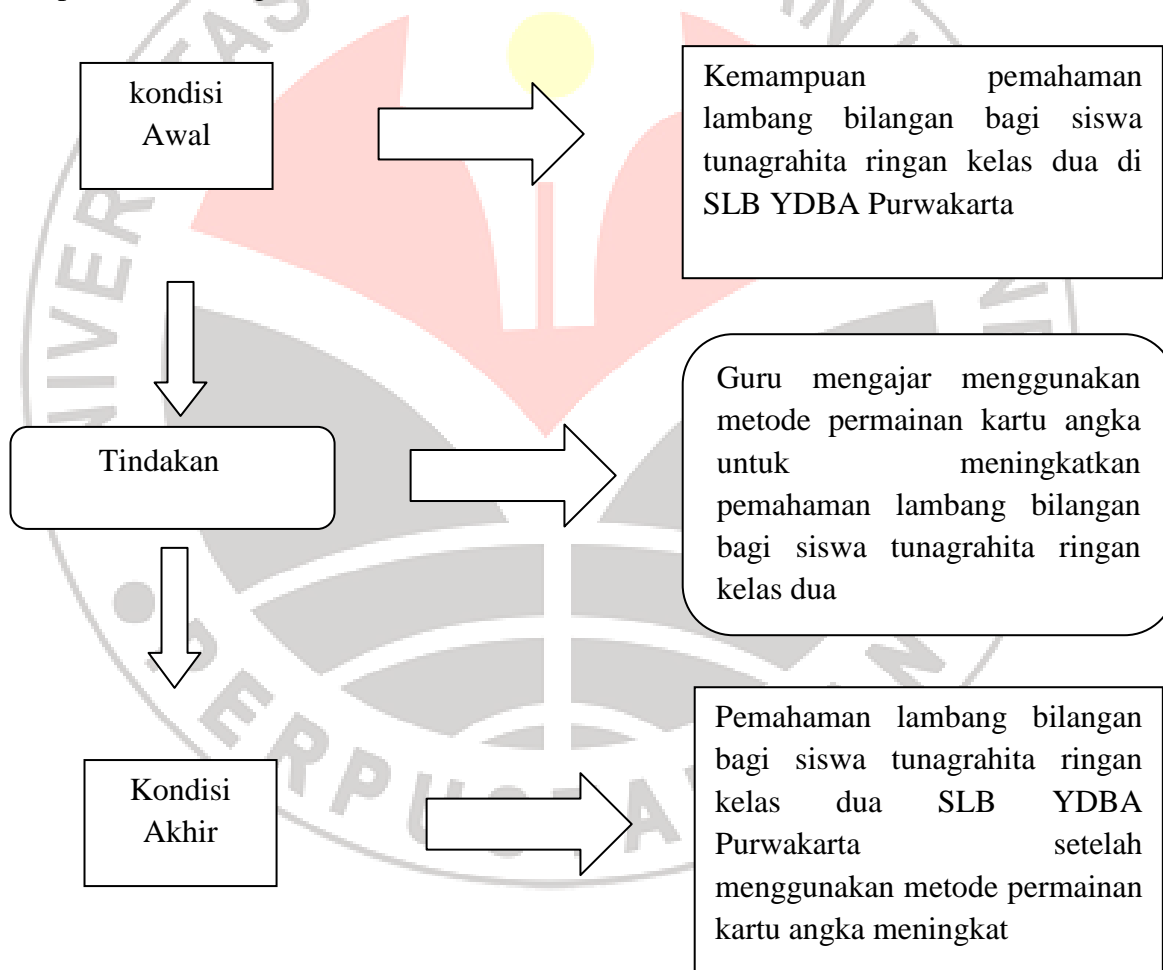 kondisi
Awal
Kemampuan pemahaman
lambang bilangan bagi siswa
tunagrahita ringan kelas dua di
SLB YDBA Purwakarta
Tindakan
Guru mengajar menggunakan
metode permainan kartu angka
untuk meningkatkan
pemahaman lambang bilangan
bagi siswa tunagrahita ringan
kelas dua
Kondisi
Akhir
Pemahaman lambang bilangan
bagi siswa tunagrahita ringan
kelas dua SLB YDBA
Purwakarta setelah
menggunakan metode permainan
kartu angka meningkat